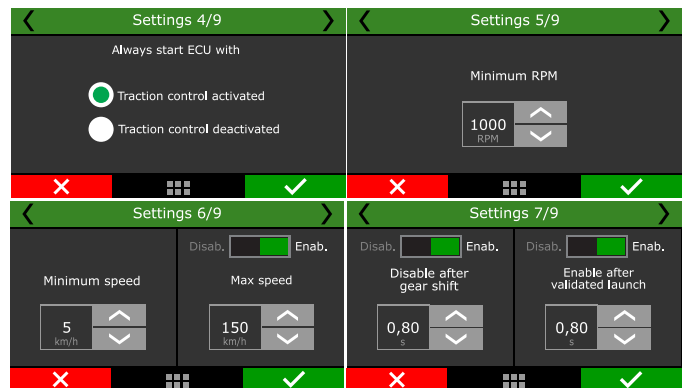 Settings 4/9
Always start ECU with
Traction control activated
Traction control deactivated
Settings 5/9
Minimum RPM
1000
RPM
Settings 6/9
Disab. Enab.
Minimum speed
Max speed
5
km/h
150
km/h
Settings 7/9
Disab. Enab.
Disable after
gear shift
0,80
s
Disab. Enab.
Enable after
validated launch
0,80
s